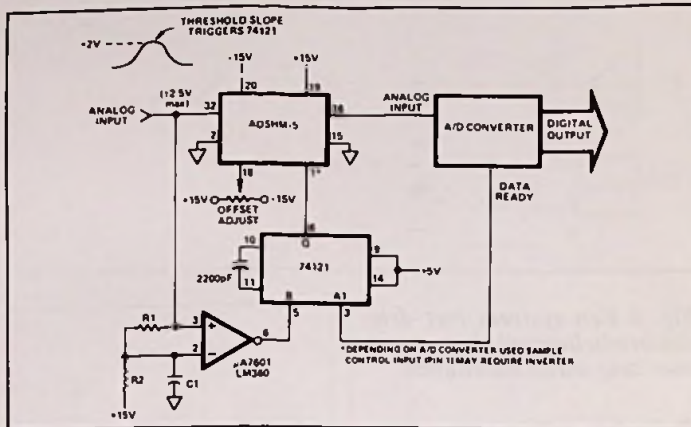 THRESHOLD SLOPE
TRIGGERS 74121
+2V
-15V
+15V
20
19
(±2.5V
max)
ANALOG
INPUT
32
ADSHM-5
16
ANALOG
INPUT
A/D CONVERTER
DIGITAL
OUTPUT
2
15
18
1*
DATA
READY
+15V
-15V
OFFSET
ADJUST
6
Q
10
74121
9
2200pF
11
14
+5V
B
A1
5
3
R1
3
+
6
2
−
µA7601
LM360
*DEPENDING ON A/D CONVERTER USED SAMPLE
CONTROL INPUT (PIN 1) MAY REQUIRE INVERTER
R2
C1
+15V